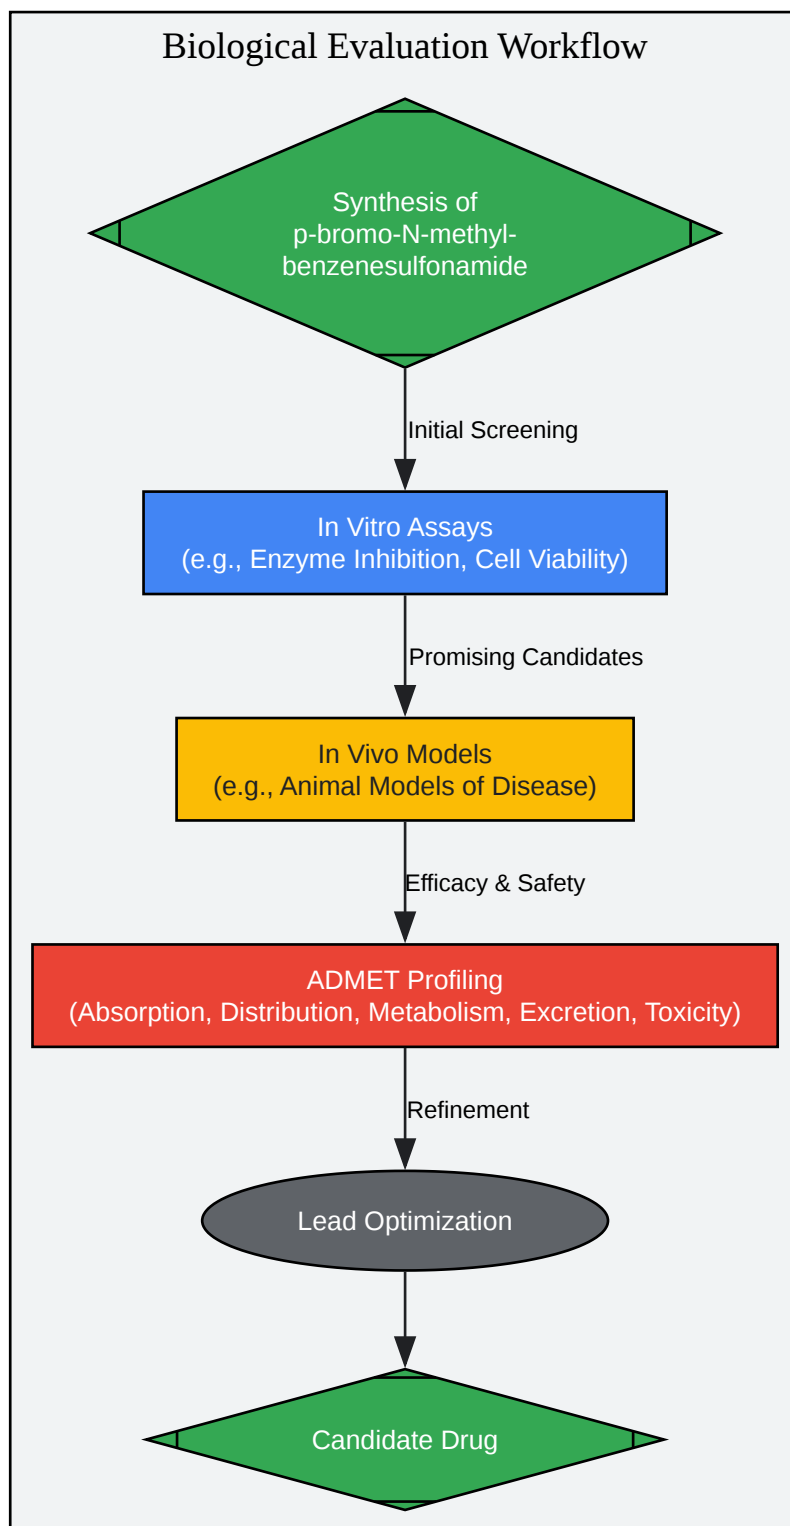 Biological Evaluation Workflow
Synthesis of
p-bromo-N-methyl-
benzenesulfonamide
Initial Screening
In Vitro Assays
(e.g., Enzyme Inhibition, Cell Viability)
Promising Candidates
In Vivo Models
(e.g., Animal Models of Disease)
Efficacy & Safety
ADMET Profiling
(Absorption, Distribution, Metabolism, Excretion, Toxicity)
Refinement
Lead Optimization
Candidate Drug